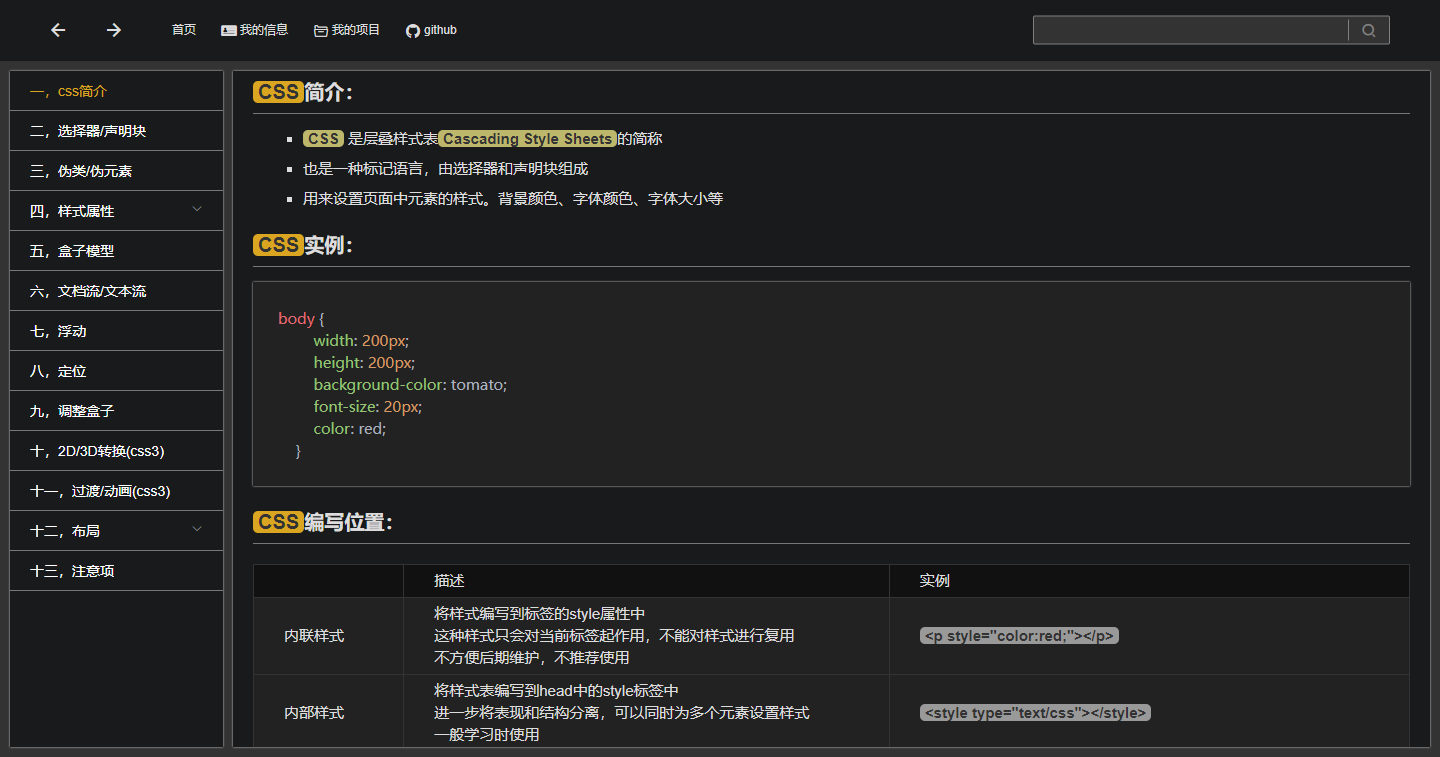 首页 我的信息 我的项目 github
一，css简介
二，选择器/声明块
三，伪类/伪元素
四，样式属性
五，盒子模型
六，文档流/文本流
七，浮动
八，定位
九，调整盒子
十，2D/3D转换(css3)
十一，过渡/动画(css3)
十二，布局
十三，注意项
CSS简介：
CSS 是层叠样式表Cascading Style Sheets的简称
也是一种标记语言，由选择器和声明块组成
用来设置页面中元素的样式。背景颜色、字体颜色、字体大小等
CSS实例：
body {
width: 200px;
height: 200px;
background-color: tomato;
font-size: 20px;
color: red;
}
CSS编写位置：
描述 实例
内联样式
将样式编写到标签的style属性中
这种样式只会对当前标签起作用，不能对样式进行复用
不方便后期维护，不推荐使用
<p style="color:red;"></p>
内部样式
将样式表编写到head中的style标签中
进一步将表现和结构分离，可以同时为多个元素设置样式
一般学习时使用
<style type="text/css"></style>